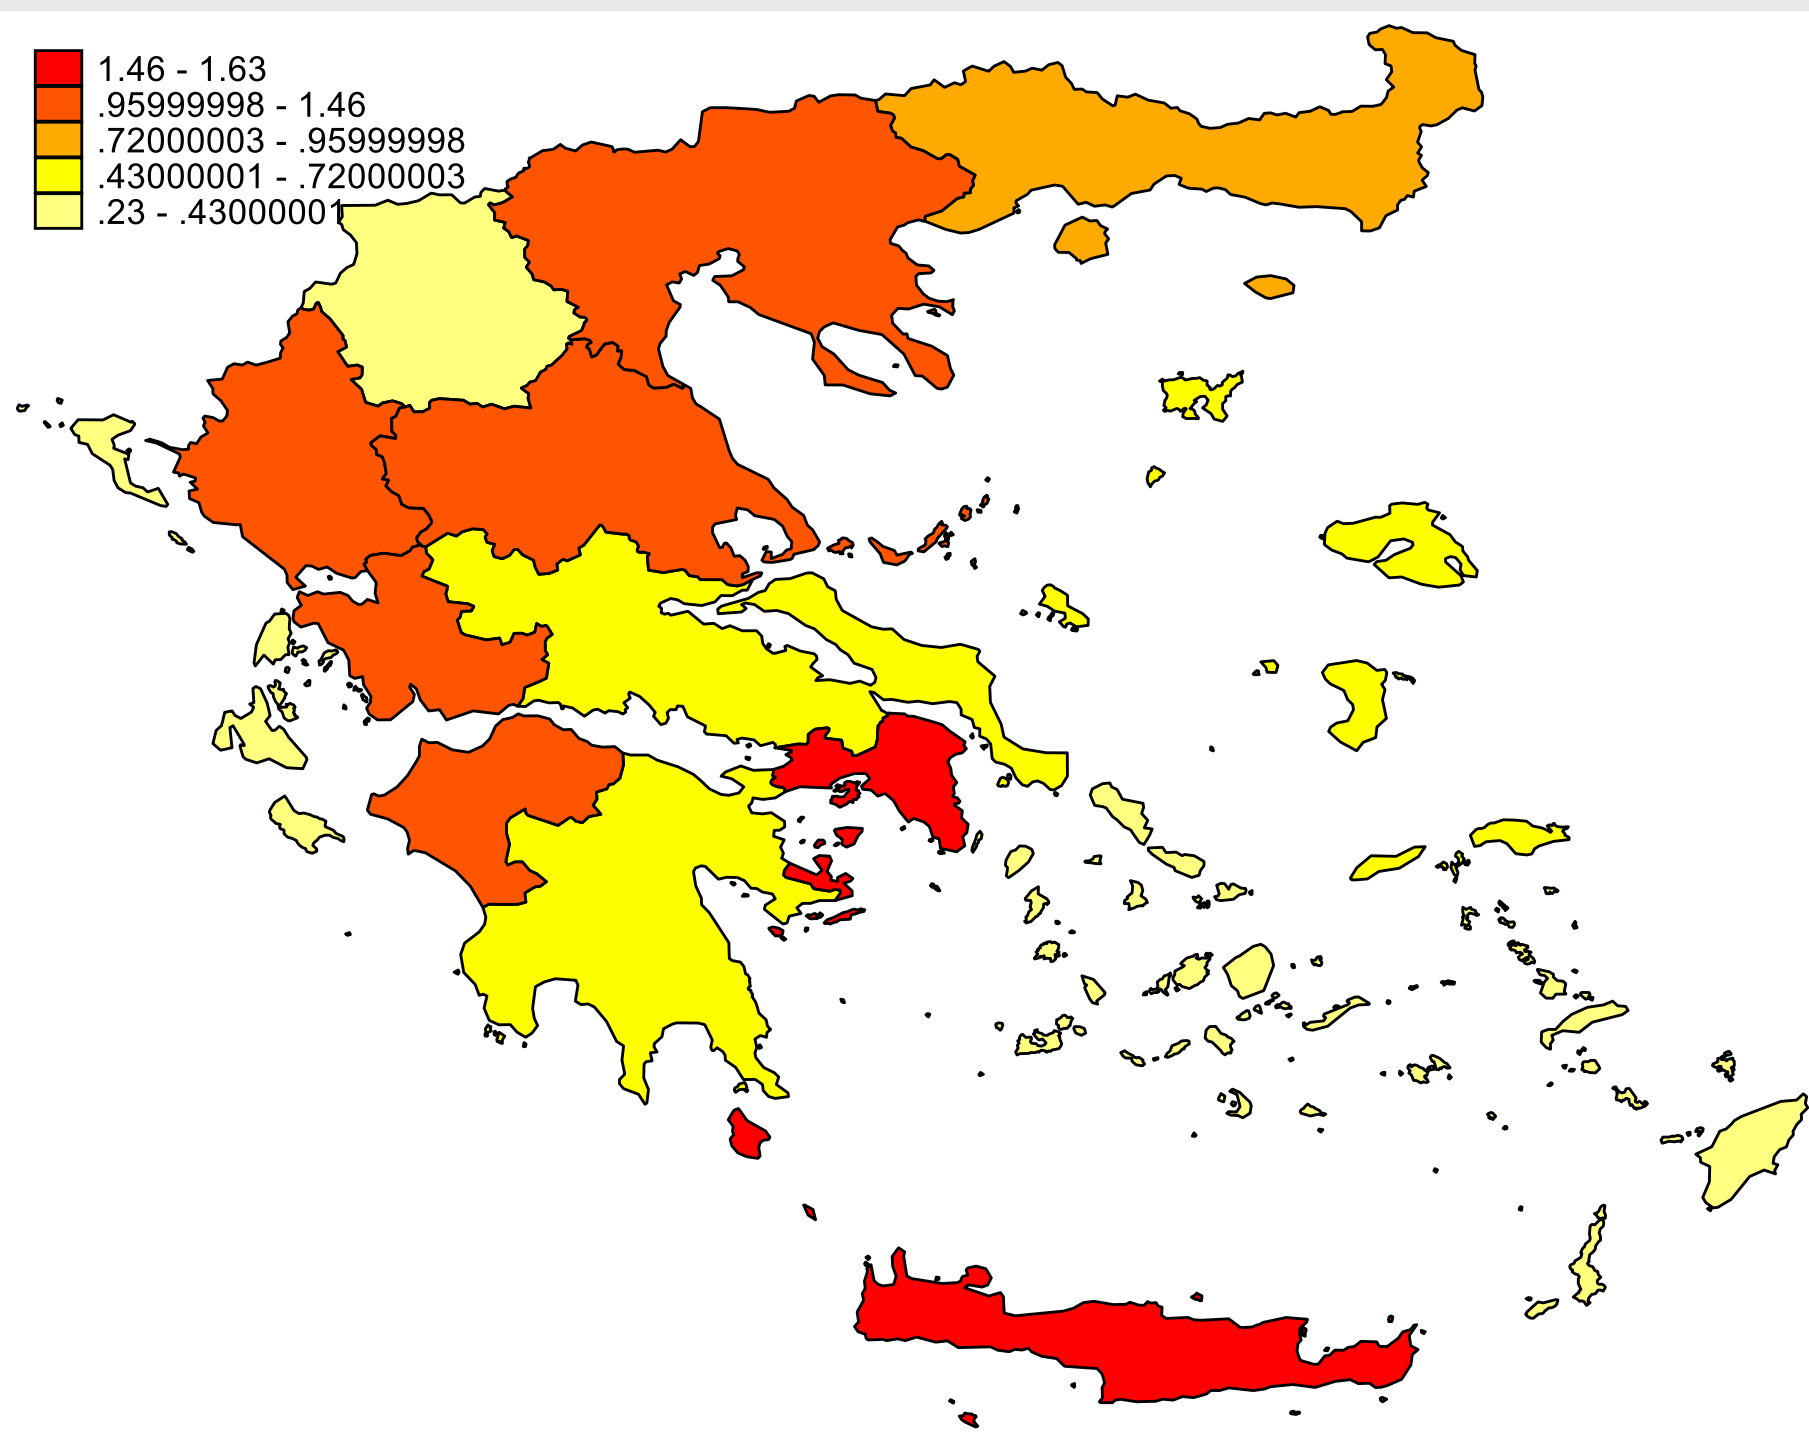 1.46 - 1.63
.95999998 - 1.46
.72000003 - .95999998
.43000001 - .72000003
.23 - .43000001